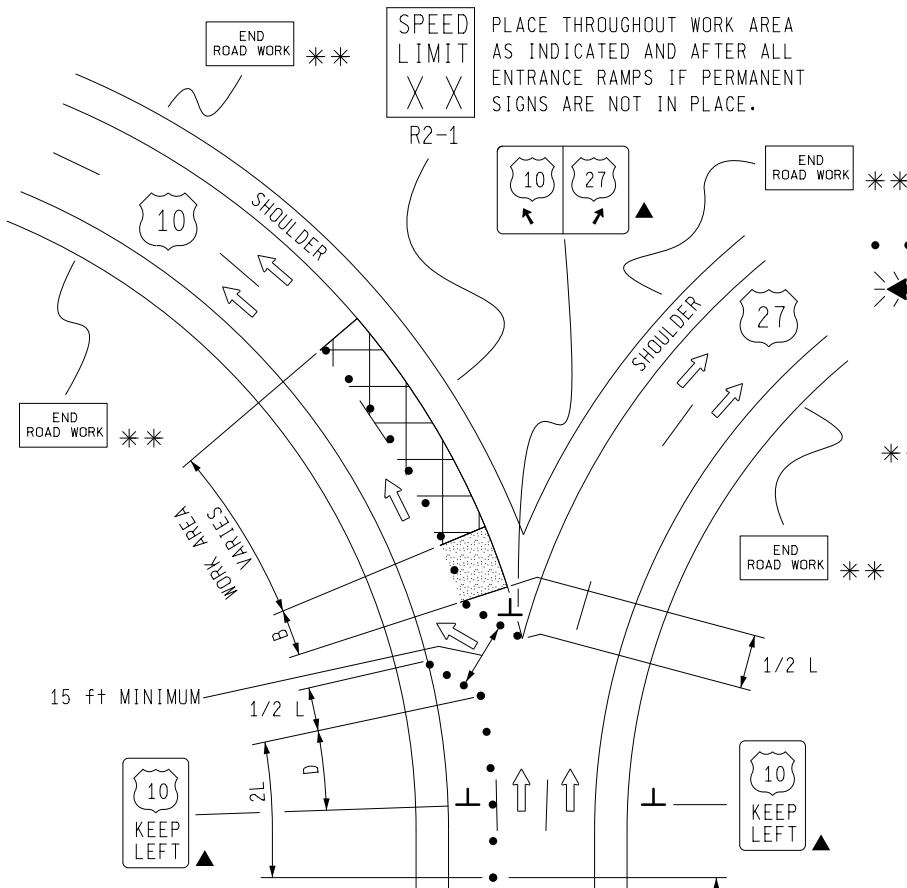 END
ROAD WORK
**
SPEED
LIMIT
X X
R2-1
PLACE THROUGHOUT WORK AREA
AS INDICATED AND AFTER ALL
ENTRANCE RAMPS IF PERMANENT
SIGNS ARE NOT IN PLACE.
10
27
END
ROAD WORK
**
10
SHOULDER
SHOULDER
27
END
ROAD WORK
**
*
WORK AREA
VARIES
END
ROAD WORK
**
B
1/2 L
15 ft MINIMUM
1/2 L
D
2L
10
KEEP
LEFT
10
KEEP
LEFT